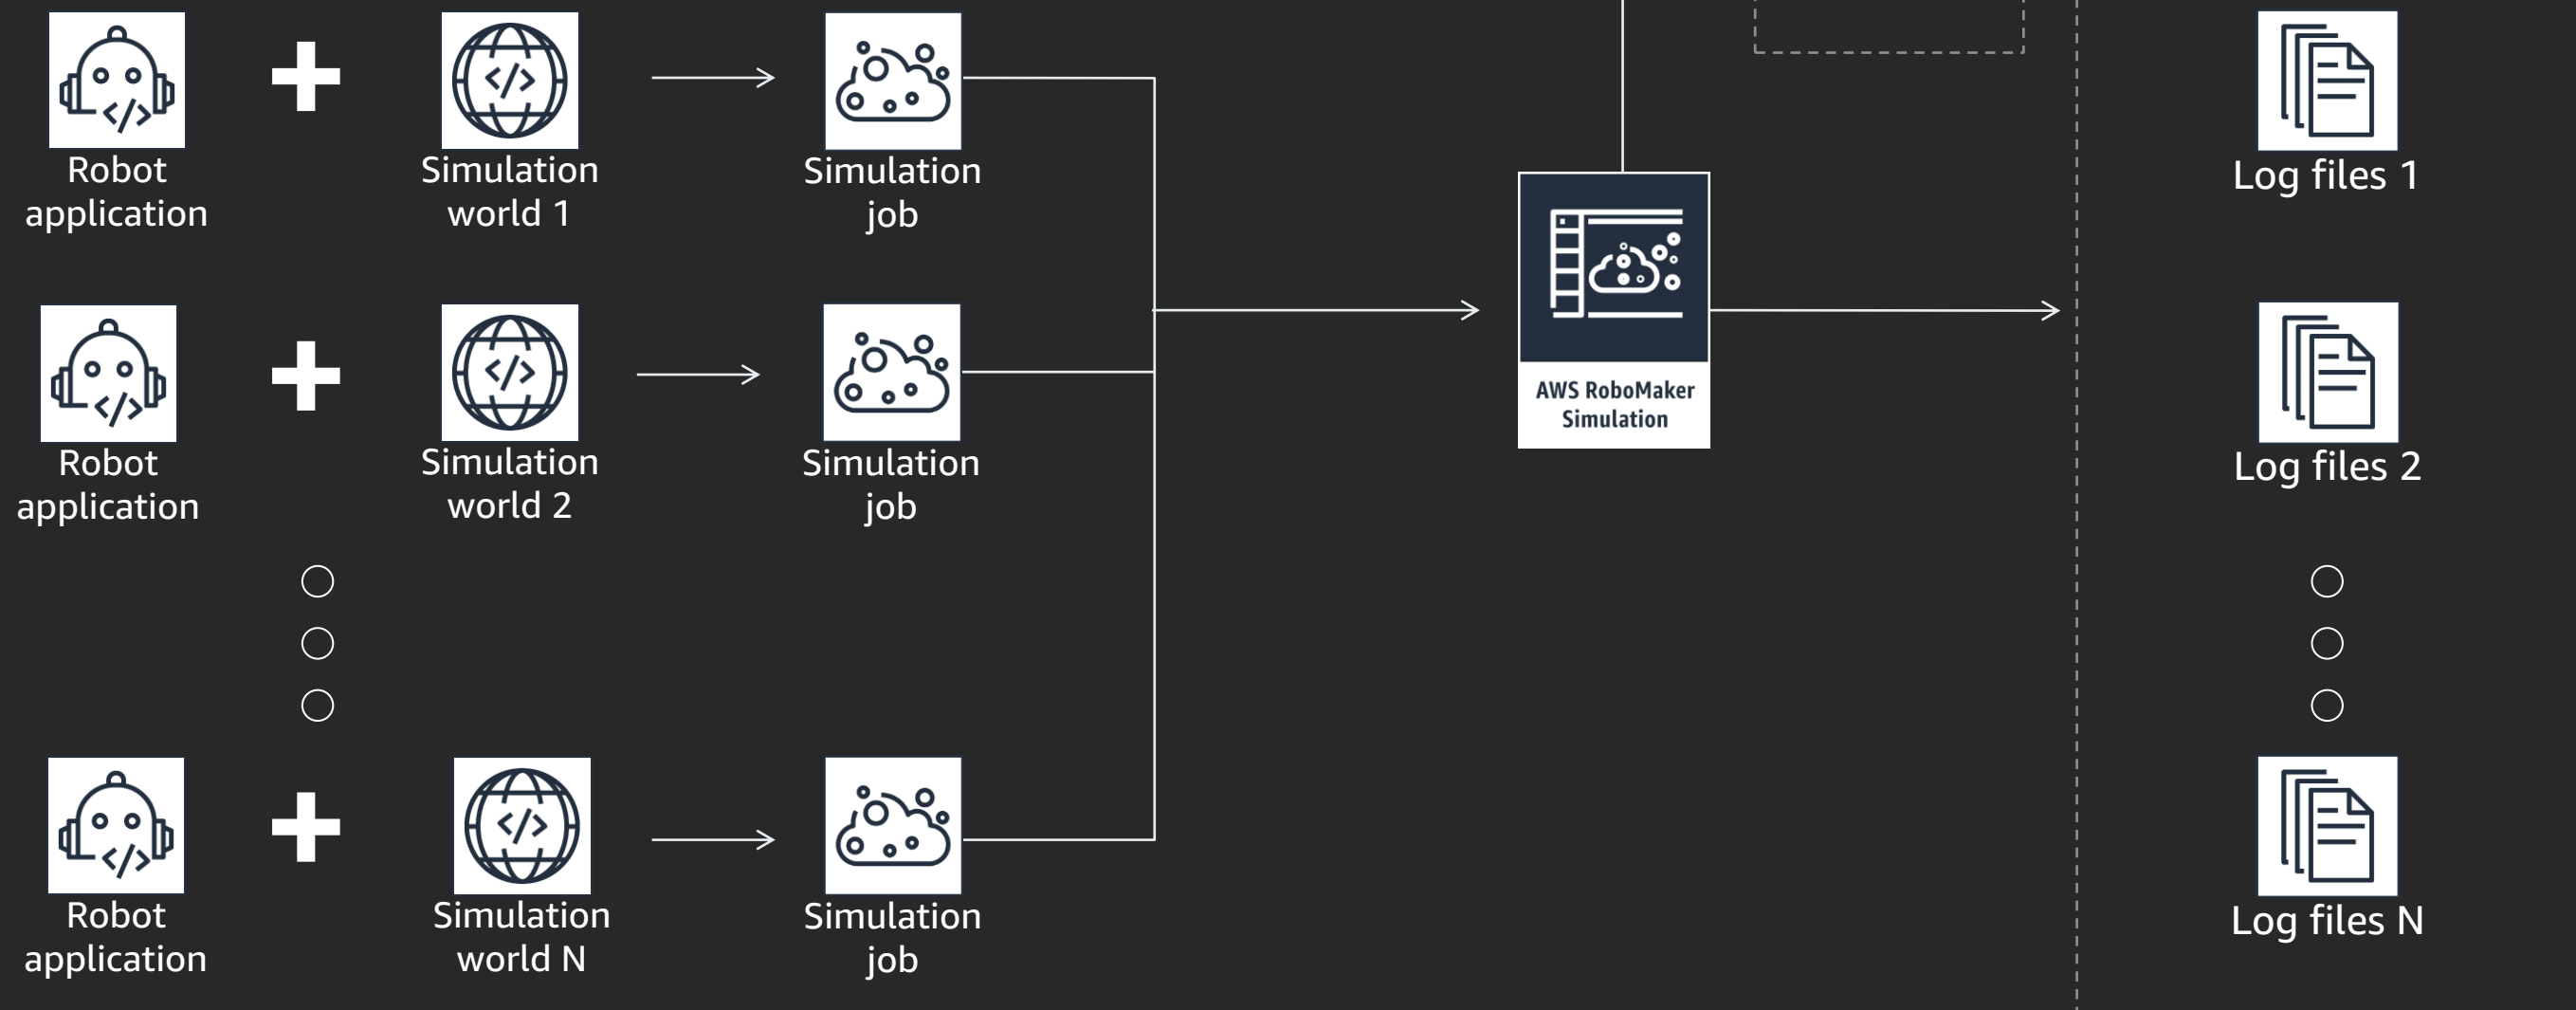 Robot
application
Simulation
world 1
Simulation
job
Log files 1
AWS RoboMaker
Simulation
Robot
application
Simulation
world 2
Simulation
job
Log files 2
Robot
application
Simulation
world N
Simulation
job
Log files N